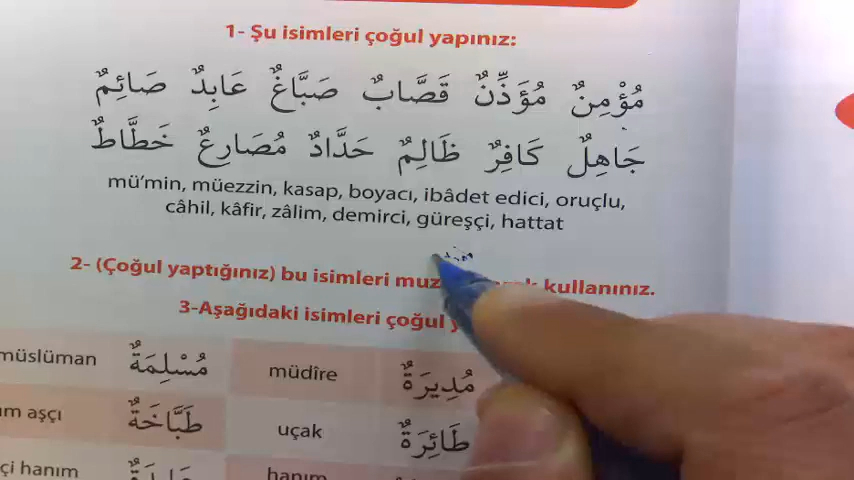 1- Şu isimleri çoğul yapınız:
مُؤْمِنٌ مُؤَذِّنٌ قَصَّابٌ صَبَّاغٌ عَابِدٌ صَائِمٌ
جَاهِلٌ كَافِرٌ ظَالِمٌ حَدَّادٌ مُصَارِعٌ خَطَّاطٌ
mü'min, müezzin, kasap, boyacı, ibâdet edici, oruçlu,
câhil, kâfir, zâlim, demirci, güreşçi, hattat
2- (Çoğul yaptığınız) bu isimleri kullanınız.
3-Aşağıdaki isimleri çoğul
müslüman مُسْلِمَةٌ müdîre مُدِيرَةٌ
aşçı طَبَّاخَةٌ uçak طَائِرَةٌ
hanım hanım